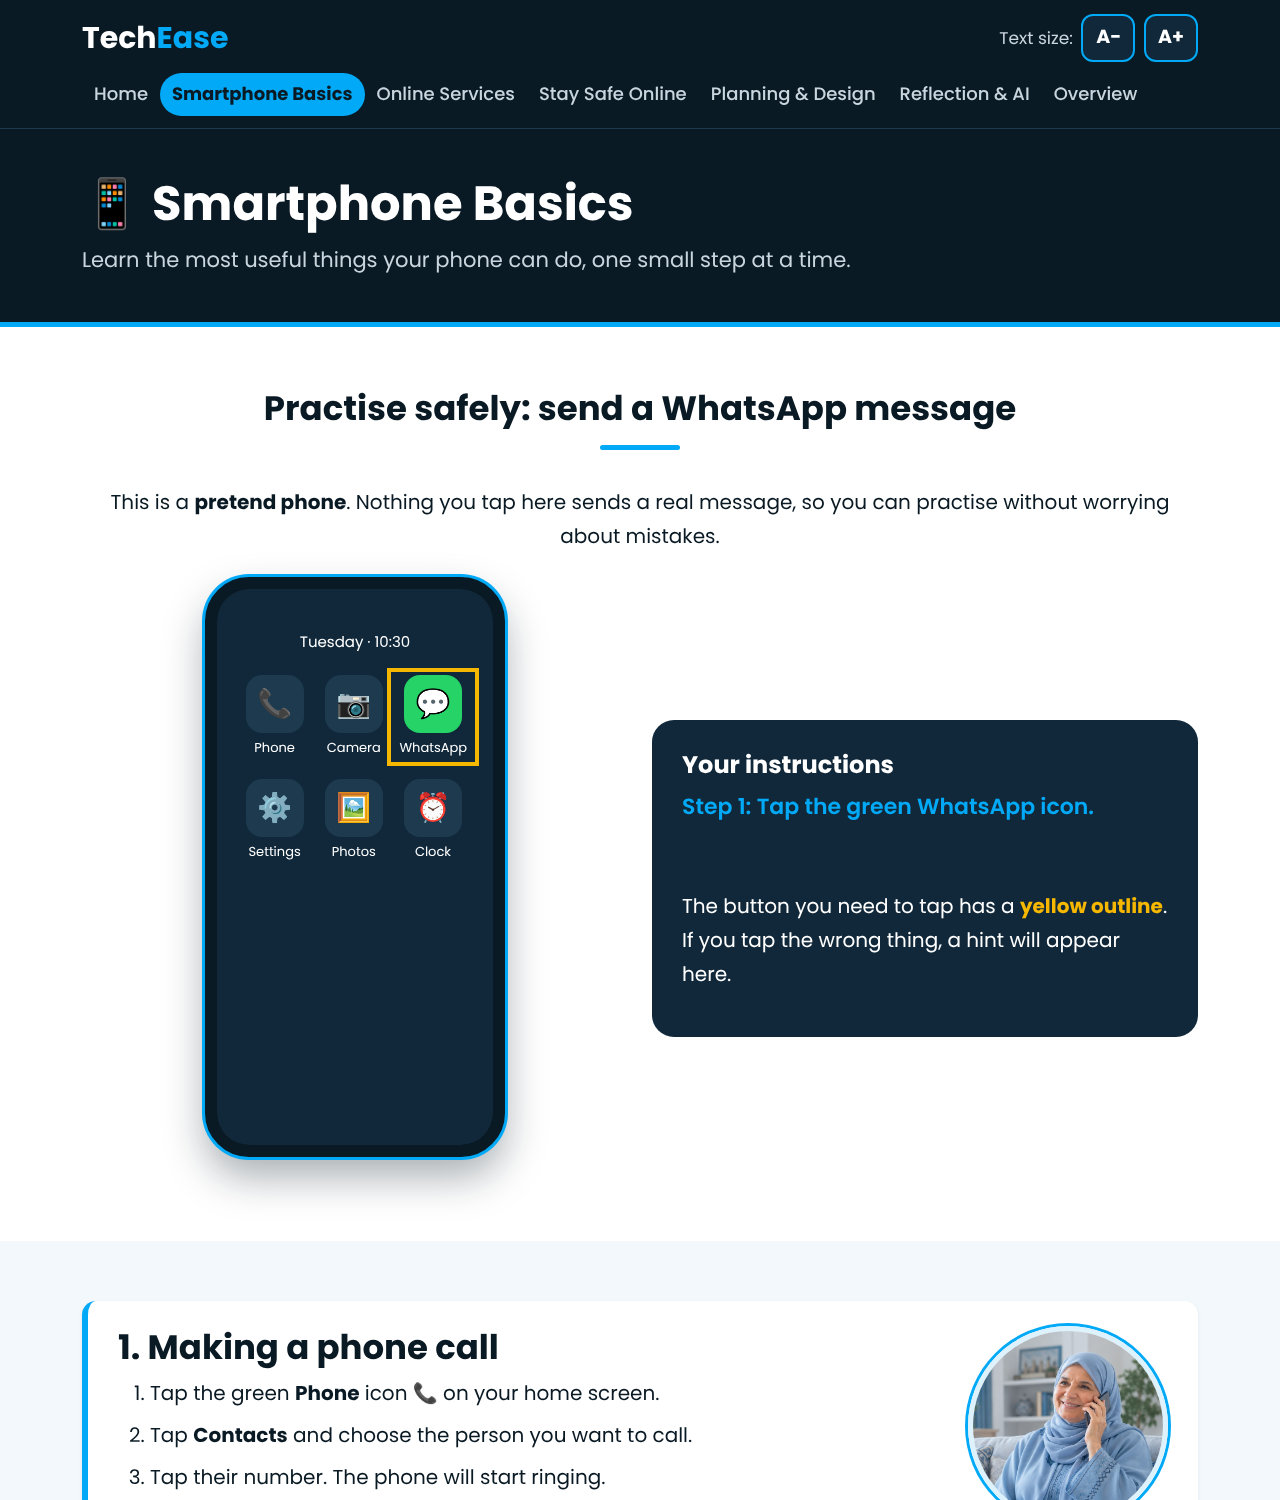 TechEase
Text size: A− A+
Home Smartphone Basics Online Services Stay Safe Online Planning & Design Reflection & AI Overview
📱 Smartphone Basics
Learn the most useful things your phone can do, one small step at a time.
Practise safely: send a WhatsApp message
This is a pretend phone. Nothing you tap here sends a real message, so you can practise without worrying
about mistakes.
Tuesday · 10:30
Phone Camera WhatsApp
Settings Photos Clock
Your instructions
Step 1: Tap the green WhatsApp icon.
The button you need to tap has a yellow outline.
If you tap the wrong thing, a hint will appear
here.
1. Making a phone call
1. Tap the green Phone icon 📞 on your home screen.
2. Tap Contacts and choose the person you want to call.
3. Tap their number. The phone will start ringing.